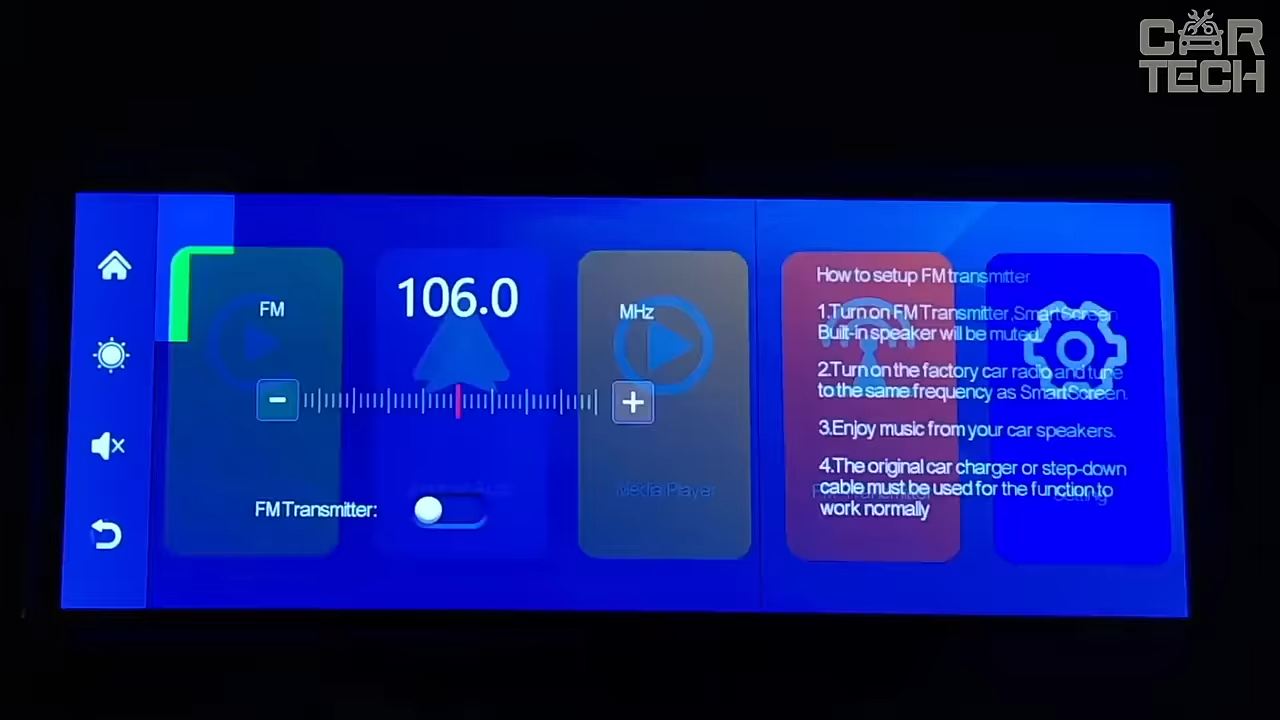 CAR
TECH
FM
106.0
MHz
FM Transmitter:
Media Player
How to setup FM transmitter
1.Turn on FM Transmitter ,SmartScreen
Built-in speaker will be muted.
2.Turn on the factory car radio and tune
to the same frequency as SmartScreen.
3.Enjoy music from your car speakers.
4.The original car charger or step-down
cable must be used for the function to
work normally
FM Transmitter
Setting